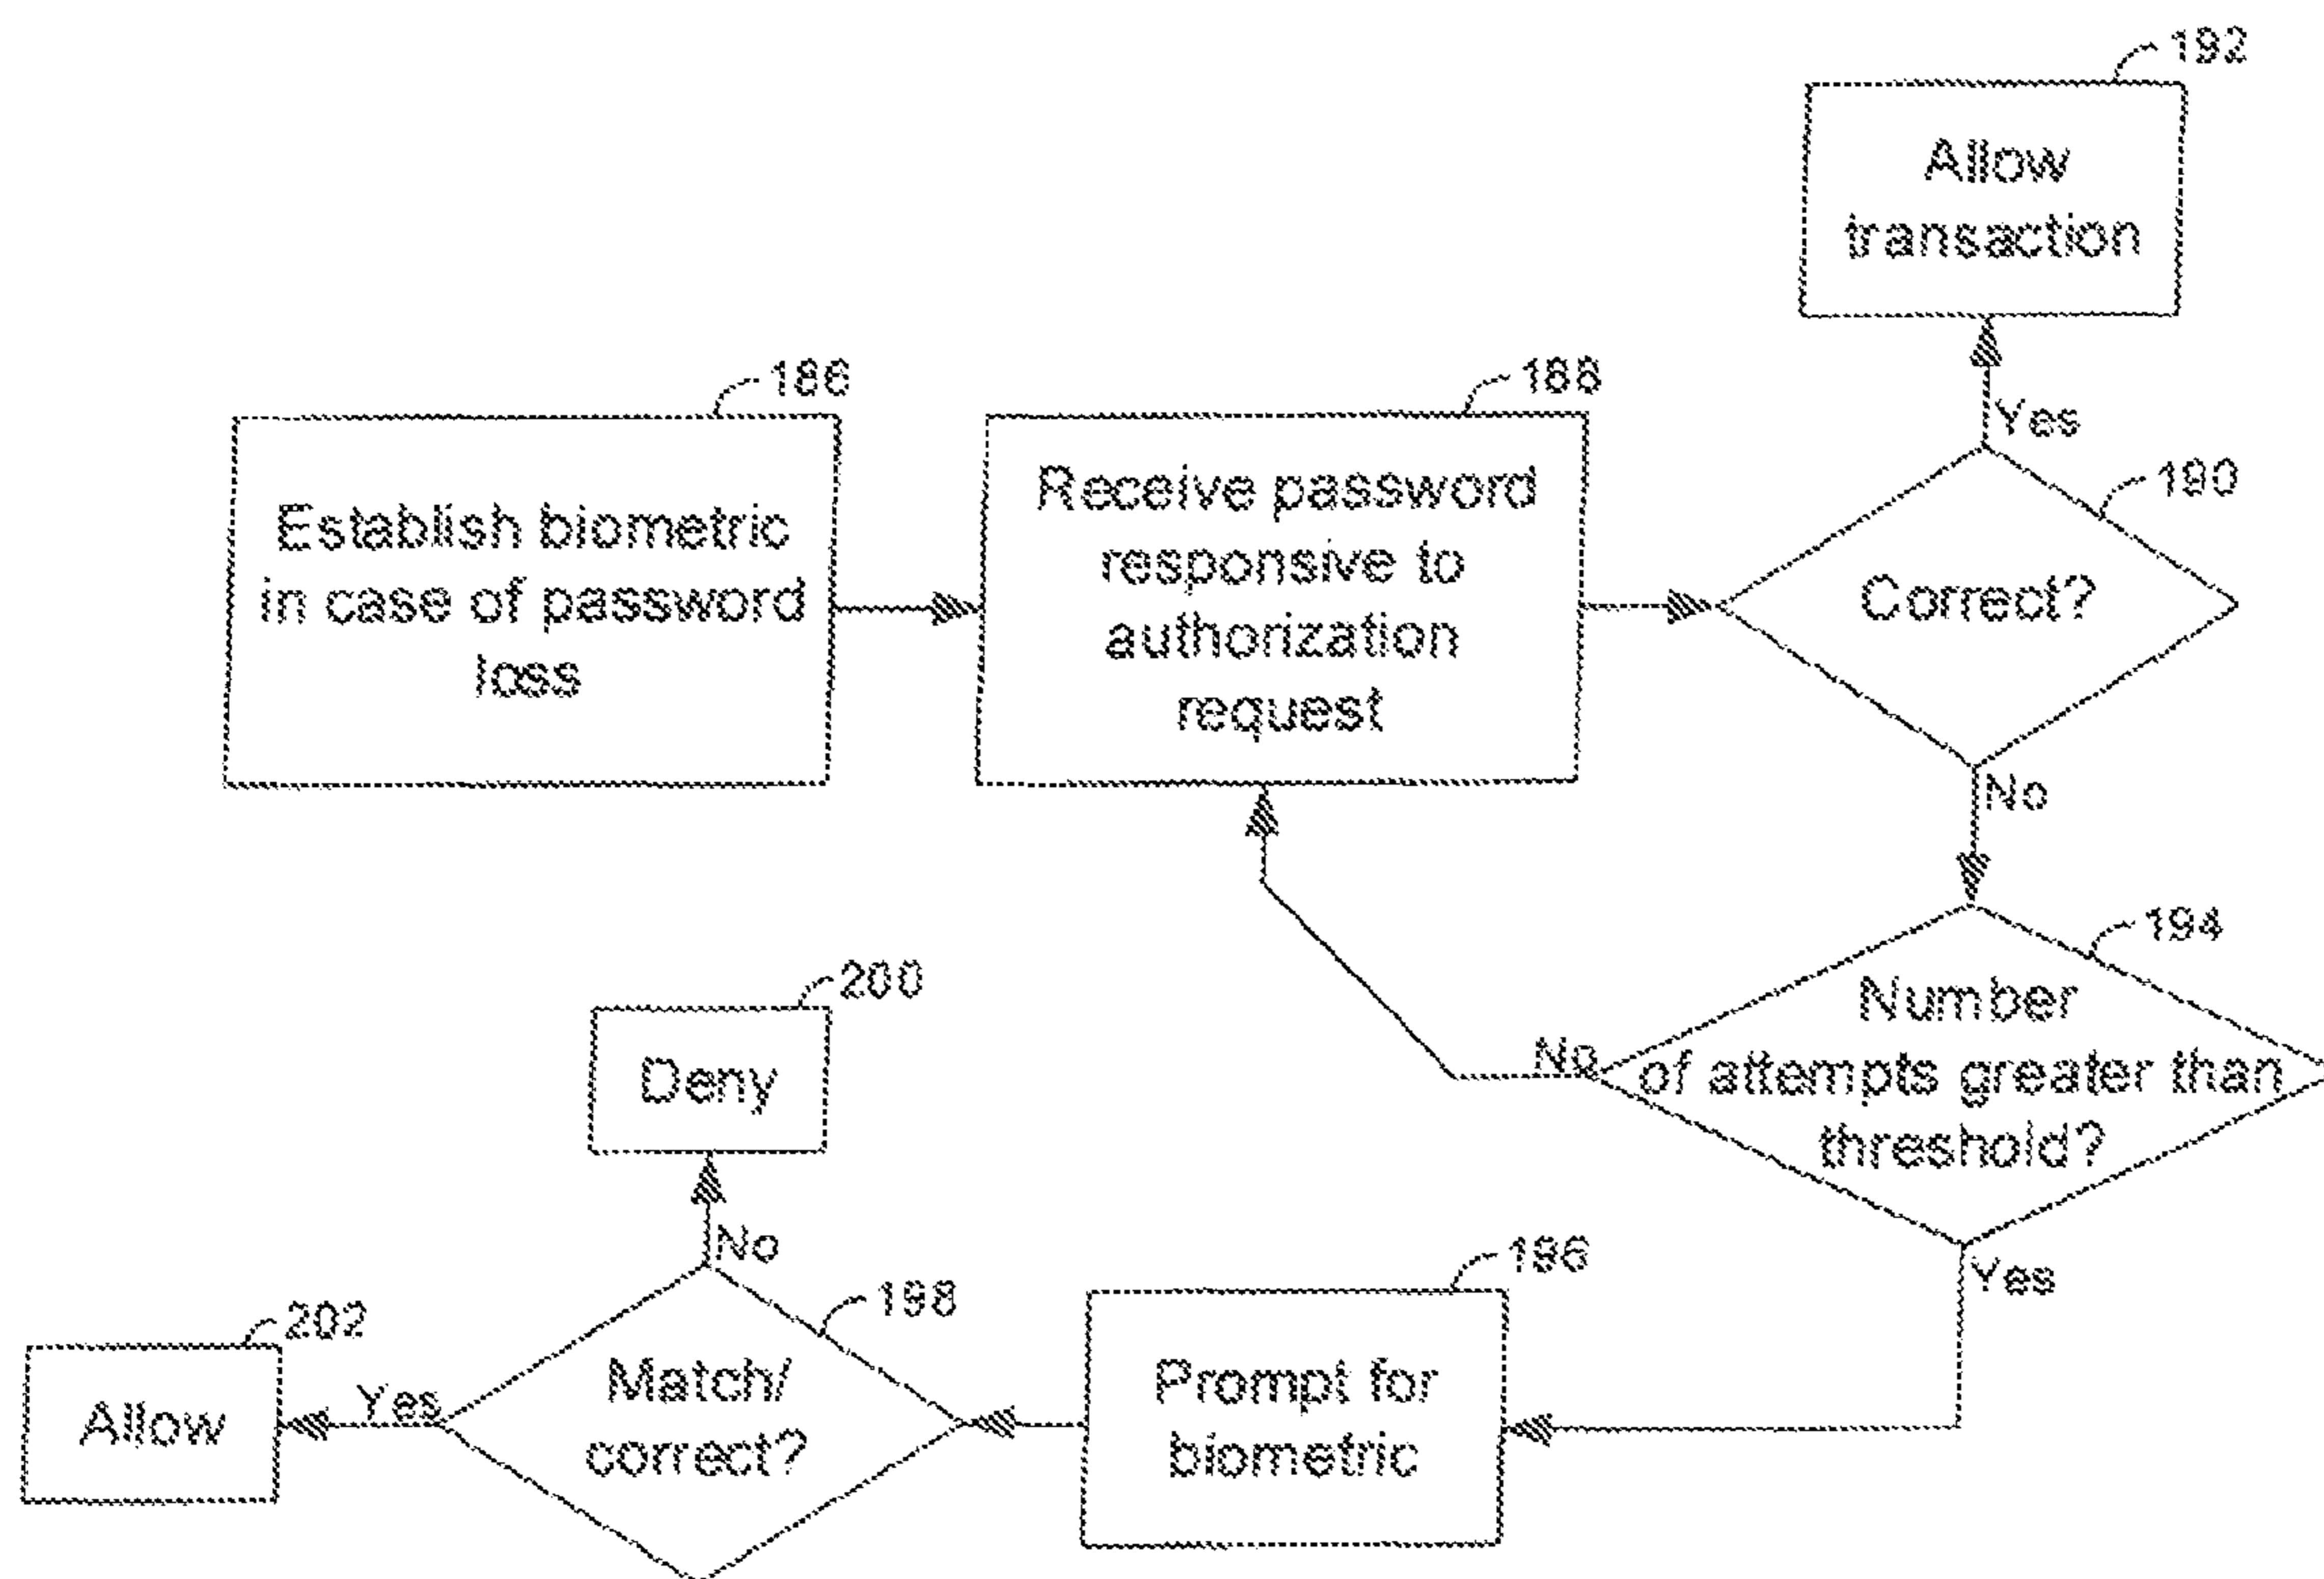 192
Allow
transaction
186
Establish biometric
in case of password
loss
188
Receive password
responsive to
authorization
request
Yes
190
Correct?
No
194
Number
of attempts greater than
threshold?
No
Yes
196
Prompt for
biometric
198
Match/
correct?
No
200
Deny
Yes
202
Allow